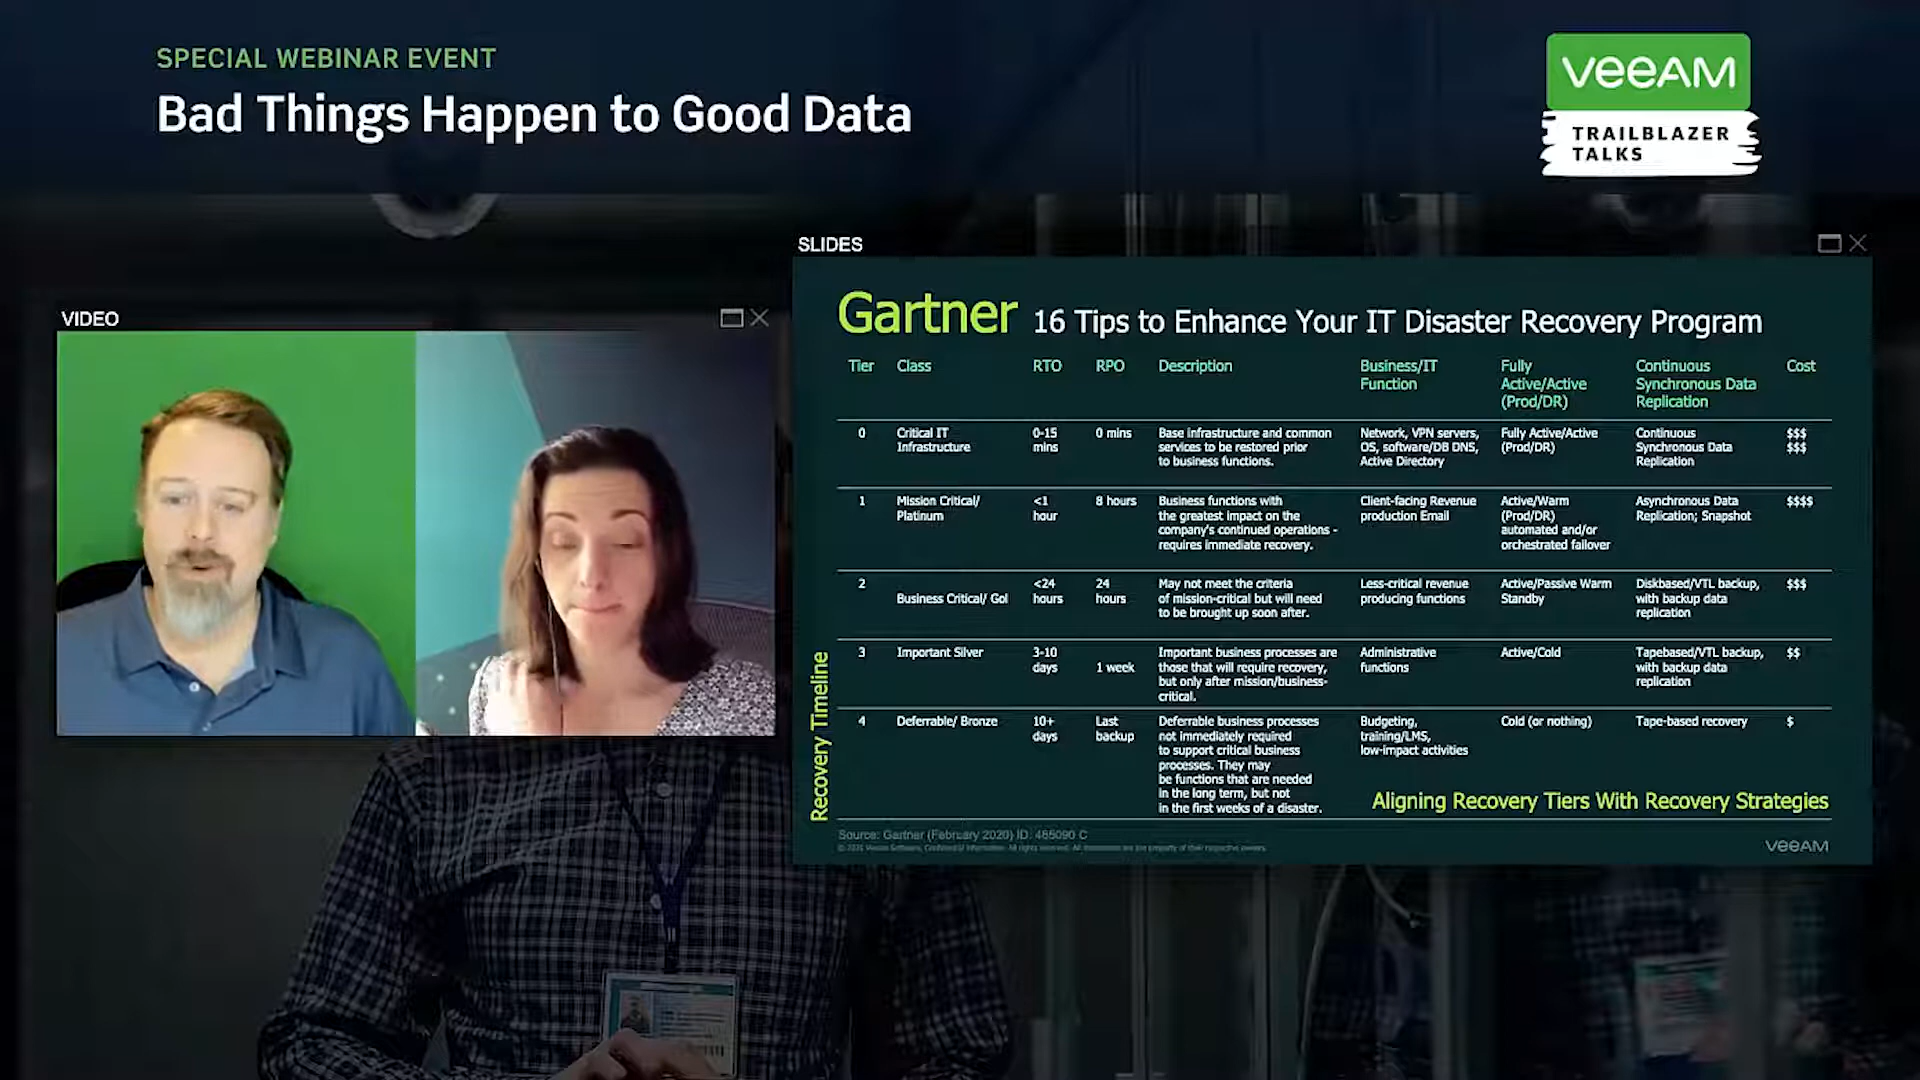 SPECIAL WEBINAR EVENT
Bad Things Happen to Good Data
VEEAM
TRAILBLAZER
TALKS
VIDEO
SLIDES
Gartner 16 Tips to Enhance Your IT Disaster Recovery Program
Tier Class RTO RPO Description Business/IT Function Fully Active/Active (Prod/DR) Continuous Synchronous Data Replication Cost
0 Critical IT Infrastructure 0-15 mins 0 mins Base infrastructure and common services to be restored prior to business functions. Network, VPN servers, OS, software/DB DNS, Active Directory Fully Active/Active (Prod/DR) Continuous Synchronous Data Replication $$$ $$$
1 Mission Critical/ Platinum <1 hour 8 hours Business functions with the greatest impact on the company's continued operations - requires immediate recovery. Client-facing Revenue production Email Active/Warm (Prod/DR) automated and/or orchestrated failover Asynchronous Data Replication; Snapshot $$$$
2 Business Critical/ Gol <24 hours 24 hours May not meet the criteria of mission-critical but will need to be brought up soon after. Less-critical revenue producing functions Active/Passive Warm Standby Diskbased/VTL backup, with backup data replication $$$
3 Important Silver 3-10 days 1 week Important business processes are those that will require recovery, but only after mission/business-critical. Administrative functions Active/Cold Tapebased/VTL backup, with backup data replication $$
4 Deferrable/ Bronze 10+ days Last backup Deferrable business processes not immediately required to support critical business processes. They may be functions that are needed in the long term, but not in the first weeks of a disaster. Budgeting, training/LMS, low-impact activities Cold (or nothing) Tape-based recovery $
Recovery Timeline
Aligning Recovery Tiers With Recovery Strategies
Source: Gartner (February 2020) ID: 465090 C
VEEAM